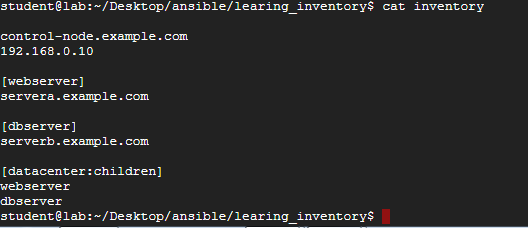 student@lab:~/Desktop/ansible/learing_inventory$ cat inventory
control-node.example.com
192.168.0.10
[webserver]
servera.example.com
[dbserver]
serverb.example.com
[datacenter:children]
webserver
dbserver
student@lab:~/Desktop/ansible/learing_inventory$